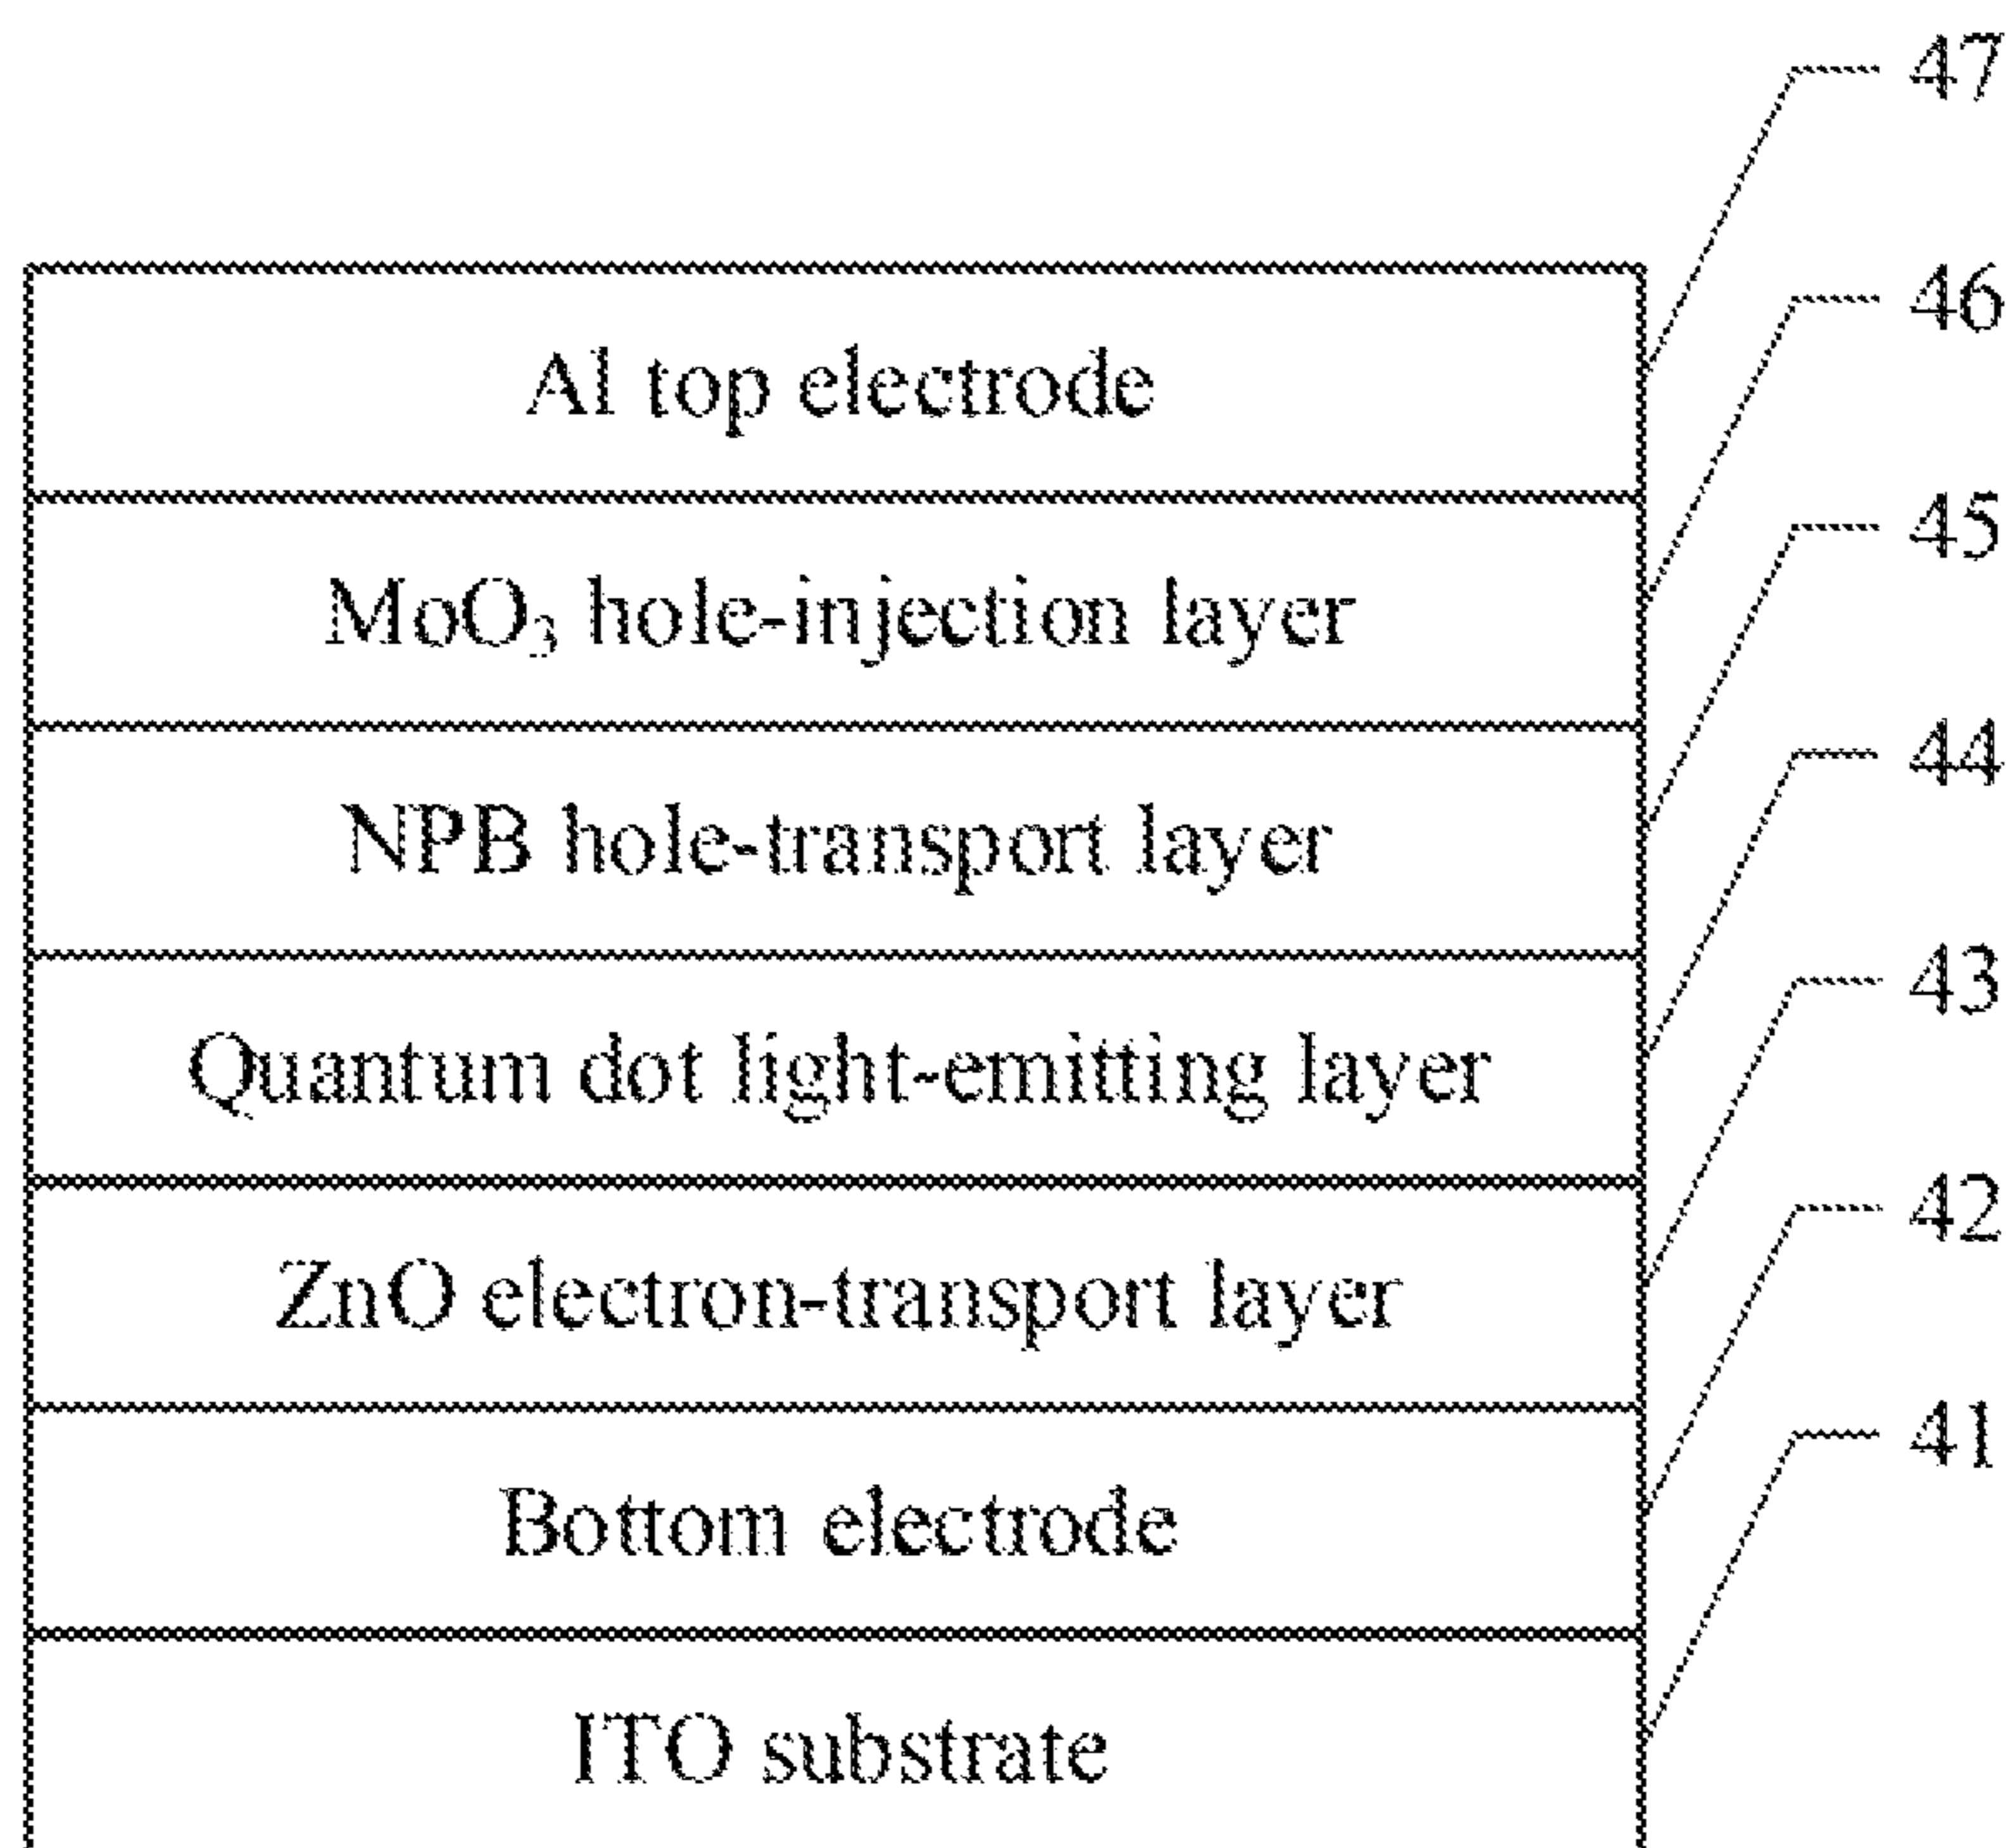 47
46
Al top electrode
45
MoO₃ hole-injection layer
44
NPB hole-transport layer
43
Quantum dot light-emitting layer
42
ZnO electron-transport layer
41
Bottom electrode
ITO substrate